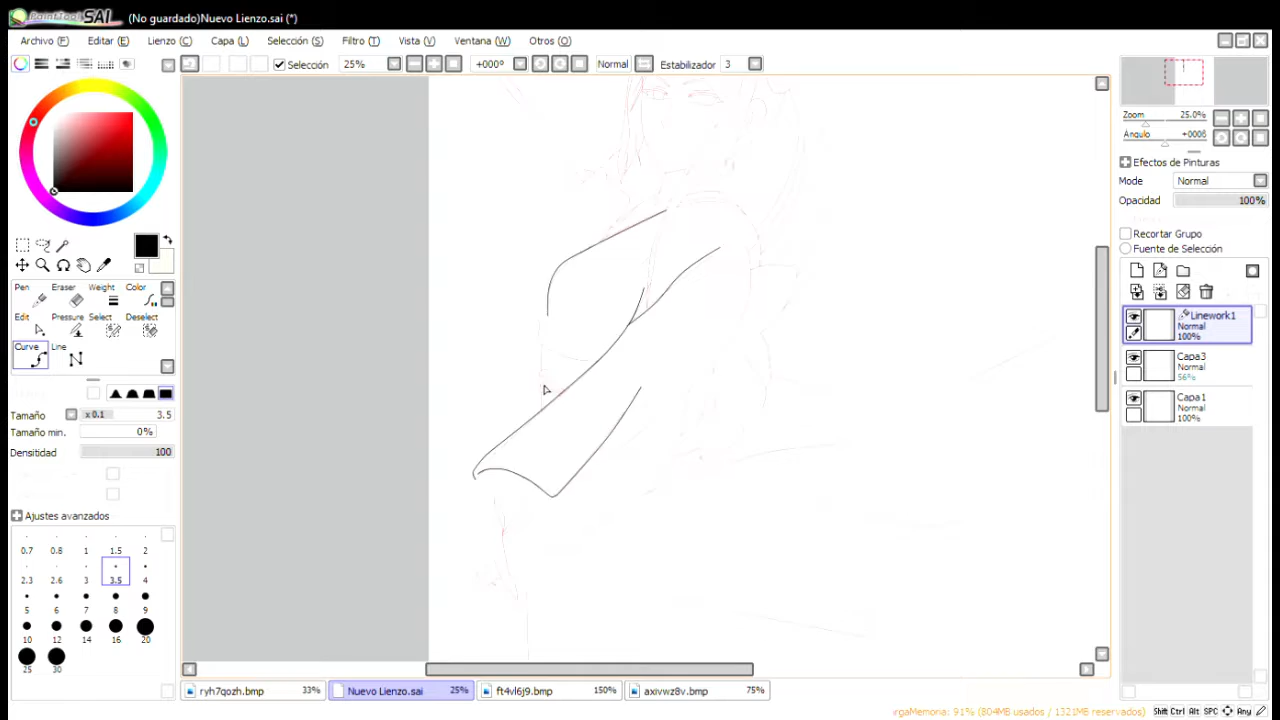 PaintTool SAI (No guardado)Nuevo Lienzo.sai (*)
Archivo (F) Editar (E) Lienzo (C) Capa (L) Selección (S) Filtro (T) Vista (V) Ventana (W) Otros (O)
Selección 25% +000º Normal Estabilizador 3
Zoom 25.0%
Angulo +000ß
Efectos de Pinturas
Mode Normal
Opacidad 100%
Recortar Grupo
Fuente de Selección
Pen Eraser Weight Color
Edit Pressure Select Deselect
Curve Line
Linework1
Normal
100%
Capa3
Normal
56%
Capa1
Normal
100%
Tamaño x 0.1 3.5
Tamaño min. 0%
Densitidad 100
Ajustes avanzados
0.7 0.8 1 1.5 2
2.3 2.6 3 3.5 4
5 6 7 8 9
10 12 14 16 20
25 30
ryh7qozh.bmp 33% Nuevo Lienzo.sai 25% ft4vl6j9.bmp 150% axivwz8v.bmp 75%
rgaMemoria: 91% (804MB usados / 1321MB reservados) Shift Ctrl Alt SPC Any